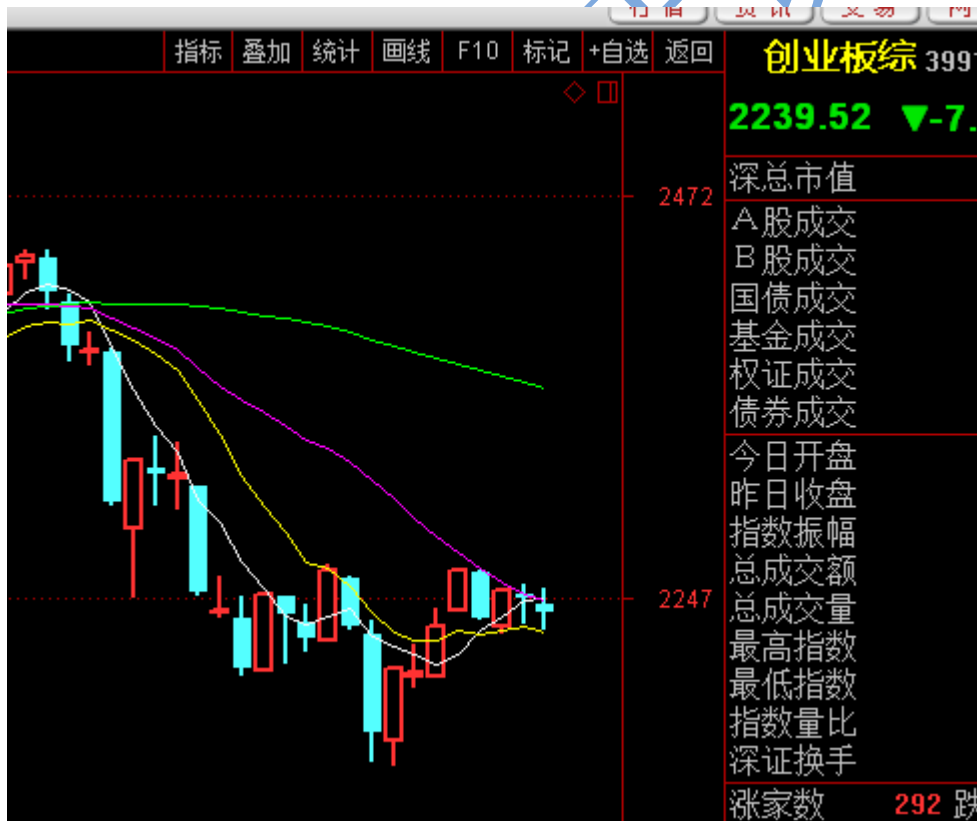 指标 叠加 统计 画线 F10 标记 +自选 返回
创业板综 399
2239.52 ▼-7.
深总市值
2472
A股成交
B股成交
国债成交
基金成交
权证成交
债券成交
今日开盘
昨日收盘
指数振幅
总成交额
2247
总成交量
最高指数
最低指数
指数量比
深证换手
涨家数 292 跌